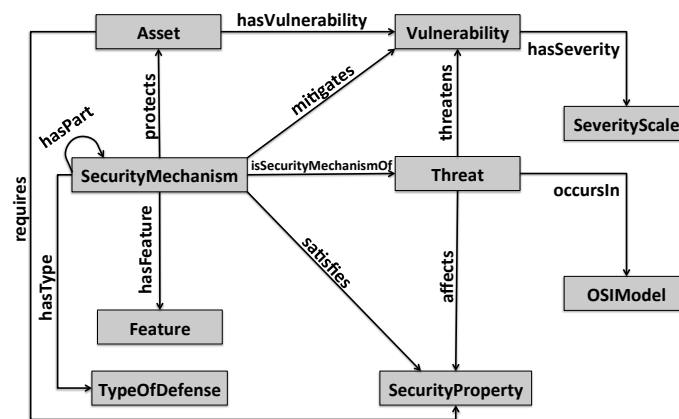 hasVulnerability
Asset
Vulnerability
hasSeverity
mitigates
protects
threatens
hasPart
SeverityScale
isSecurityMechanismOf
SecurityMechanism
Threat
occursIn
requires
hasType
hasFeature
satisfies
affects
OSIModel
Feature
TypeOfDefense
SecurityProperty